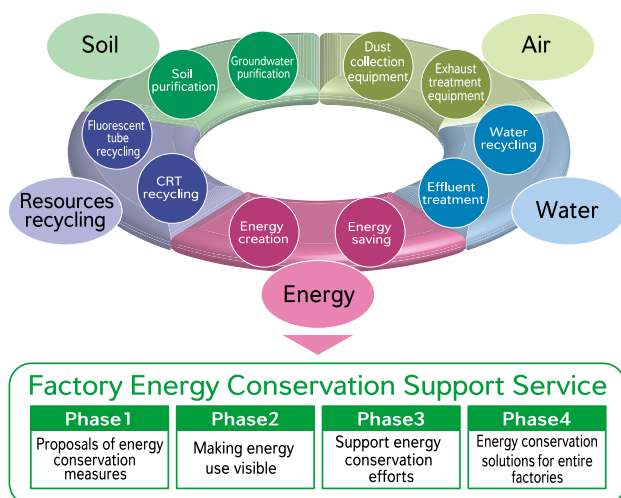 Soil
Air
Soil
purification
Groundwater
purification
Dust
collection
equipment
Exhaust
treatment
equipment
Fluorescent
tube
recycling
Water
recycling
CRT
recycling
Effluent
treatment
Resources
recycling
Water
Energy
creation
Energy
saving
Energy
Factory Energy Conservation Support Service
Phase1
Proposals of energy
conservation
measures
Phase2
Making energy
use visible
Phase3
Support energy
conservation
efforts
Phase4
Energy conservation
solutions for entire
factories